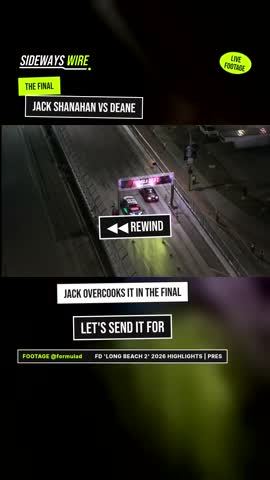 SIDEWAYS WIRE.
LIVE
FOOTAGE
THE FINAL
JACK SHANAHAN VS DEANE
REWIND
JACK OVERCOOKS IT IN THE FINAL
LET'S SEND IT FOR
FOOTAGE @formulad FD 'LONG BEACH 2' 2026 HIGHLIGHTS | PRES